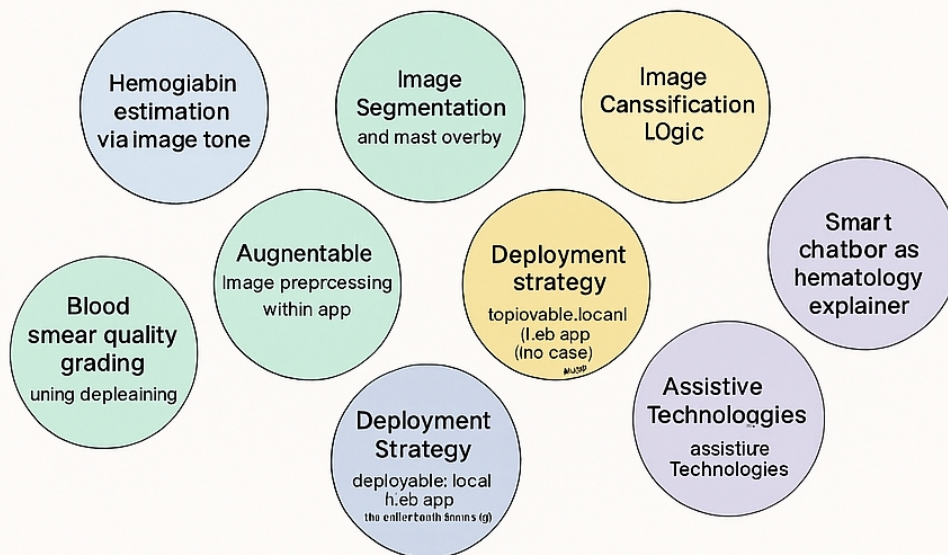 Hemogiabin
estimation
via image tone
Image
Segmentation
and mast overby
Image
Canssification
LOgic
Augnentable
Image preprcessing
within app
Deployment
strategy
topiovable.locanl
(l.eb app
(ino case)
Smart
chatbor as
hematology
explainer
Blood
smear quality
grading
uning depleaining
Deployment
Strategy
deployable: local
h:eb app
Assistive
Technologgies
assistiure
Technologies